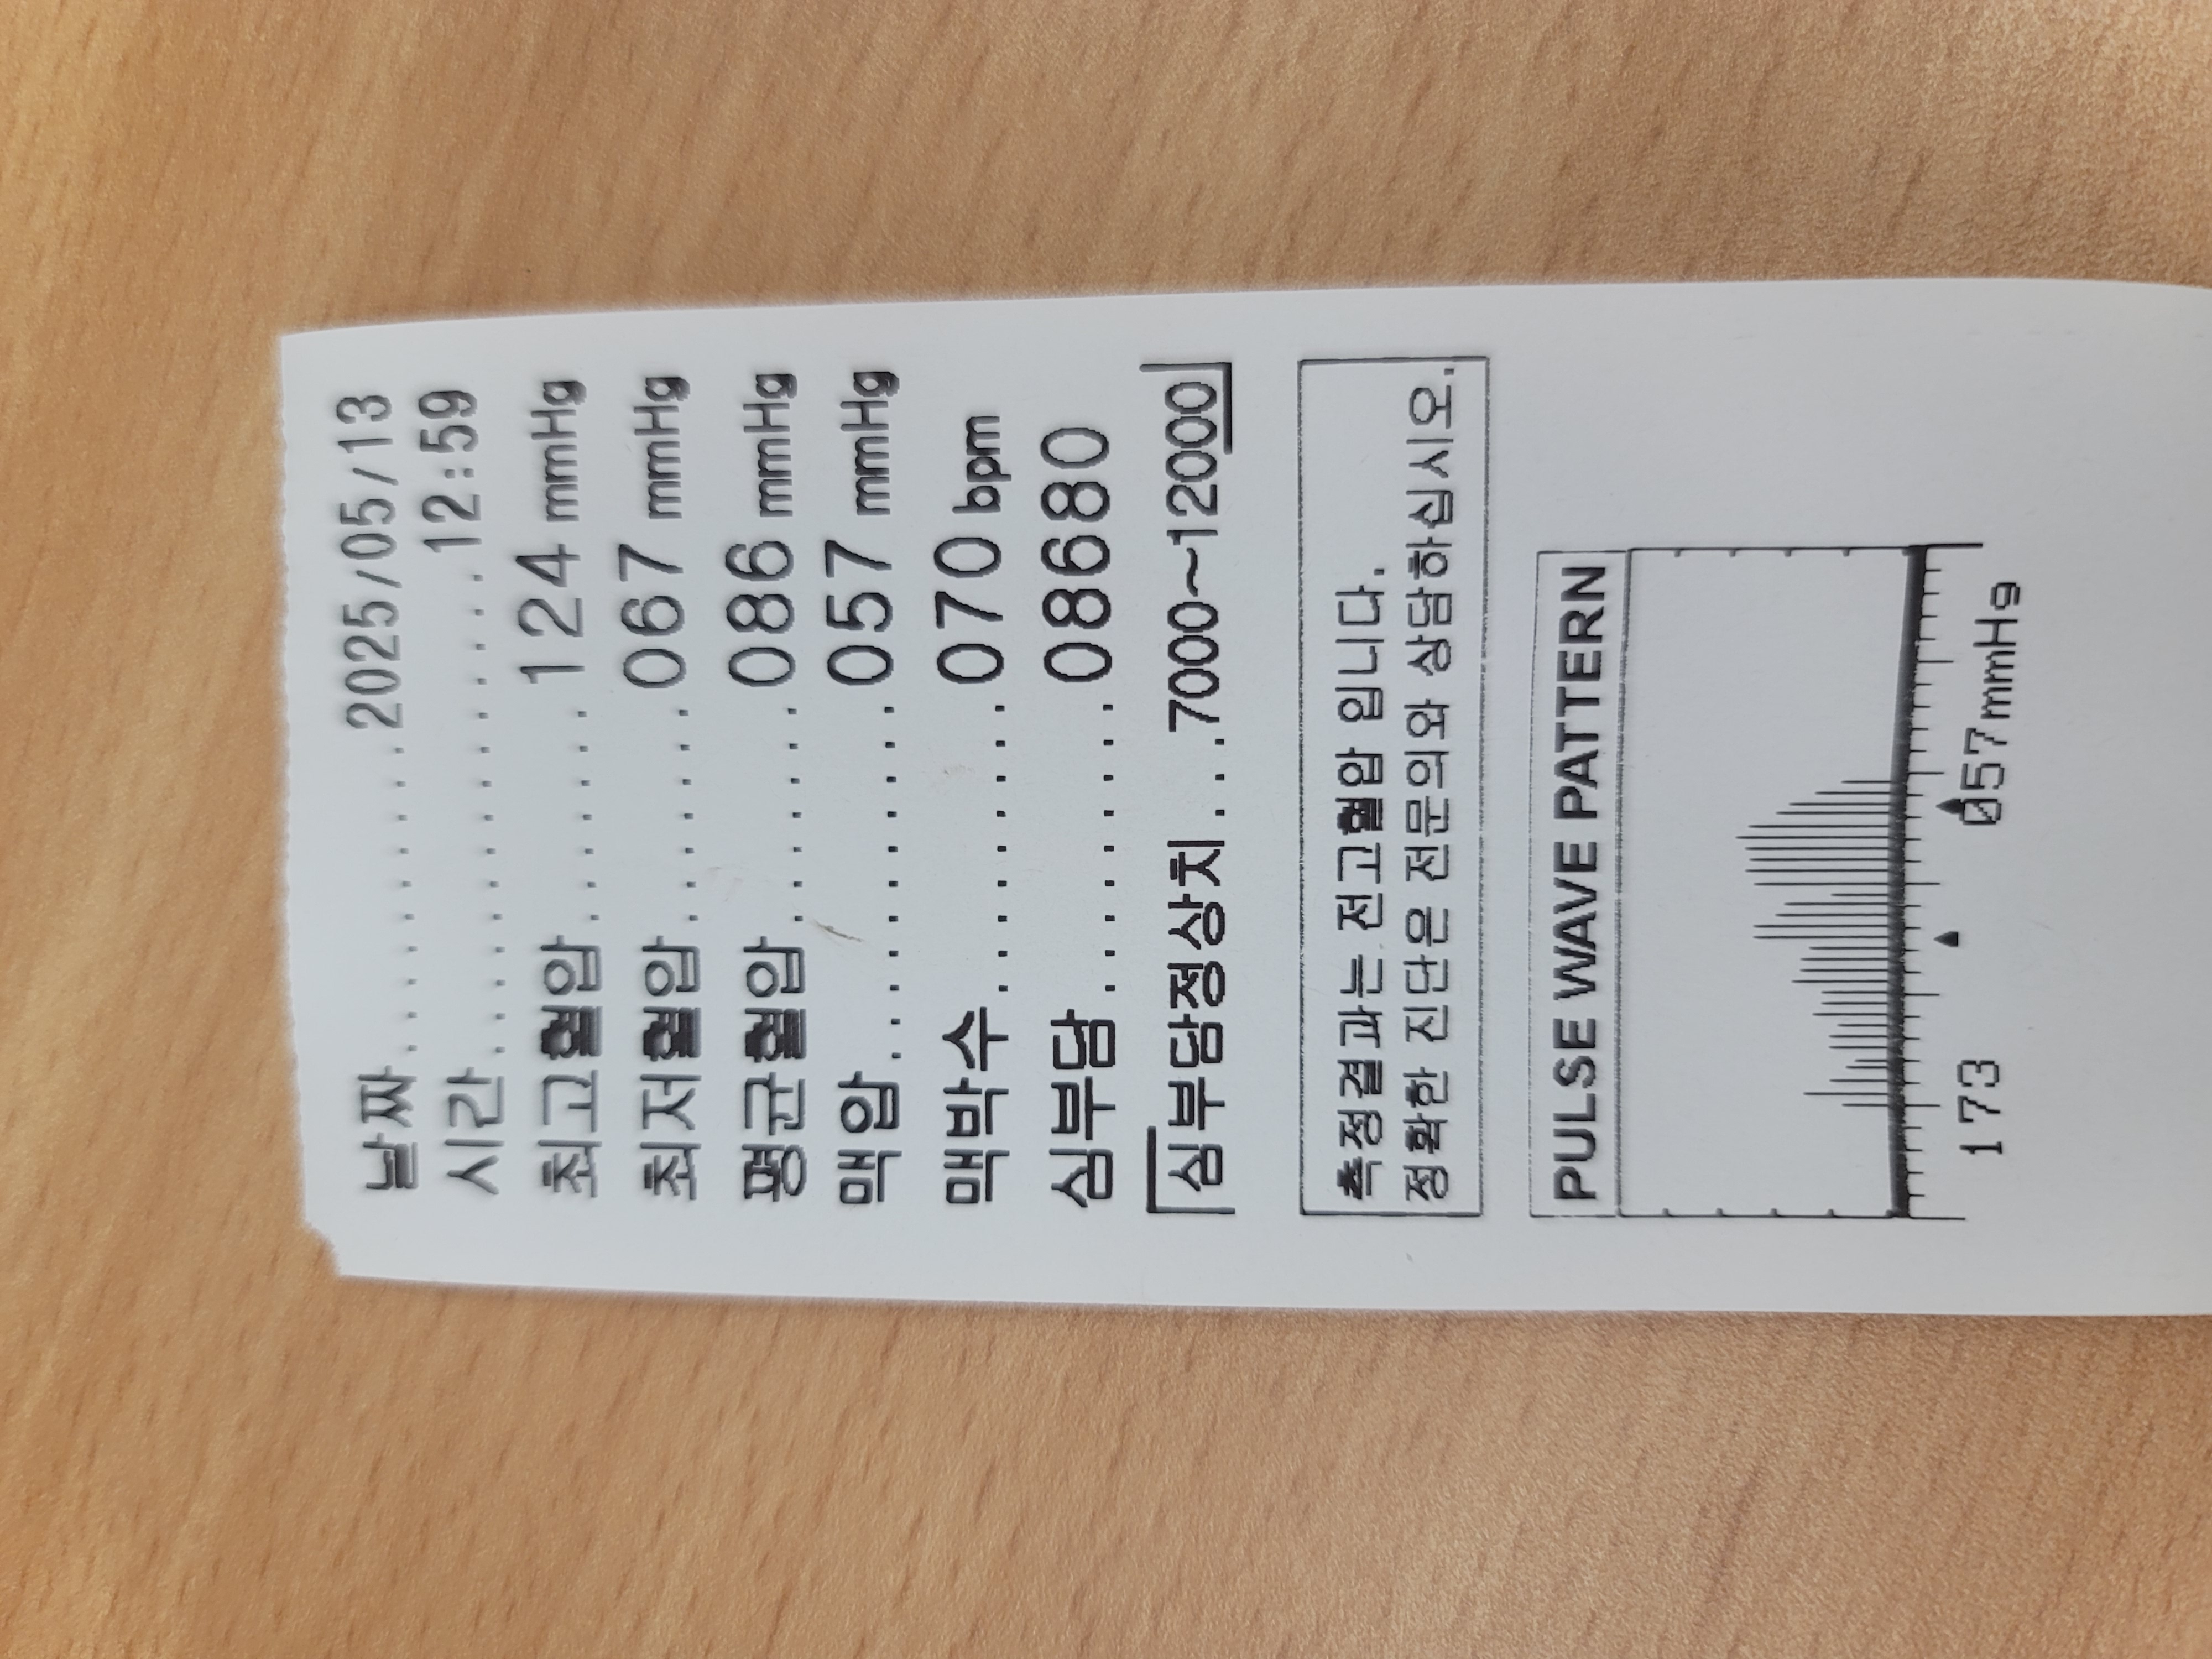 날짜...............2025/05/13
시간...................12:59
최고혈압.........124 mmHg
최저혈압.........067 mmHg
평균혈압.........086 mmHg
맥압..............057 mmHg
맥박수............070 bpm
심부담............08680
심부담정상치...7000~12000
측정결과는 전고혈압 입니다.
정확한 진단은 전문의와 상담하십시오.
PULSE WAVE PATTERN
173 057mmHg